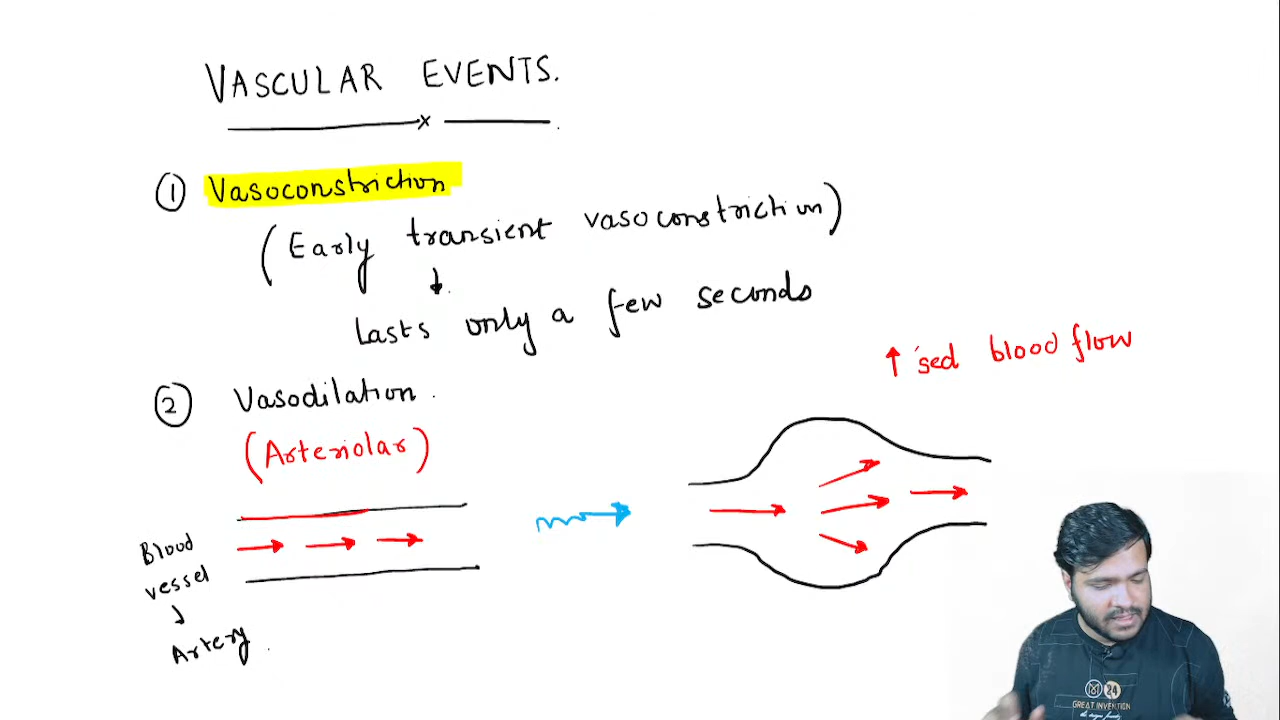 VASCULAR EVENTS.
① Vasoconstriction
(Early transient vasoconstriction)
↓
Lasts only a few seconds
↑'sed blood flow
② Vasodilation.
(Arteriolar)
Blood
vessel
↓
Artery
24
GREAT INVENTION